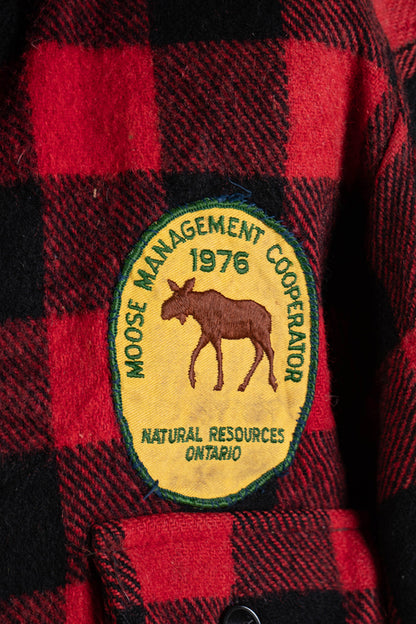 MOOSE MANAGEMENT COOPERATOR
1976
NATURAL RESOURCES
ONTARIO